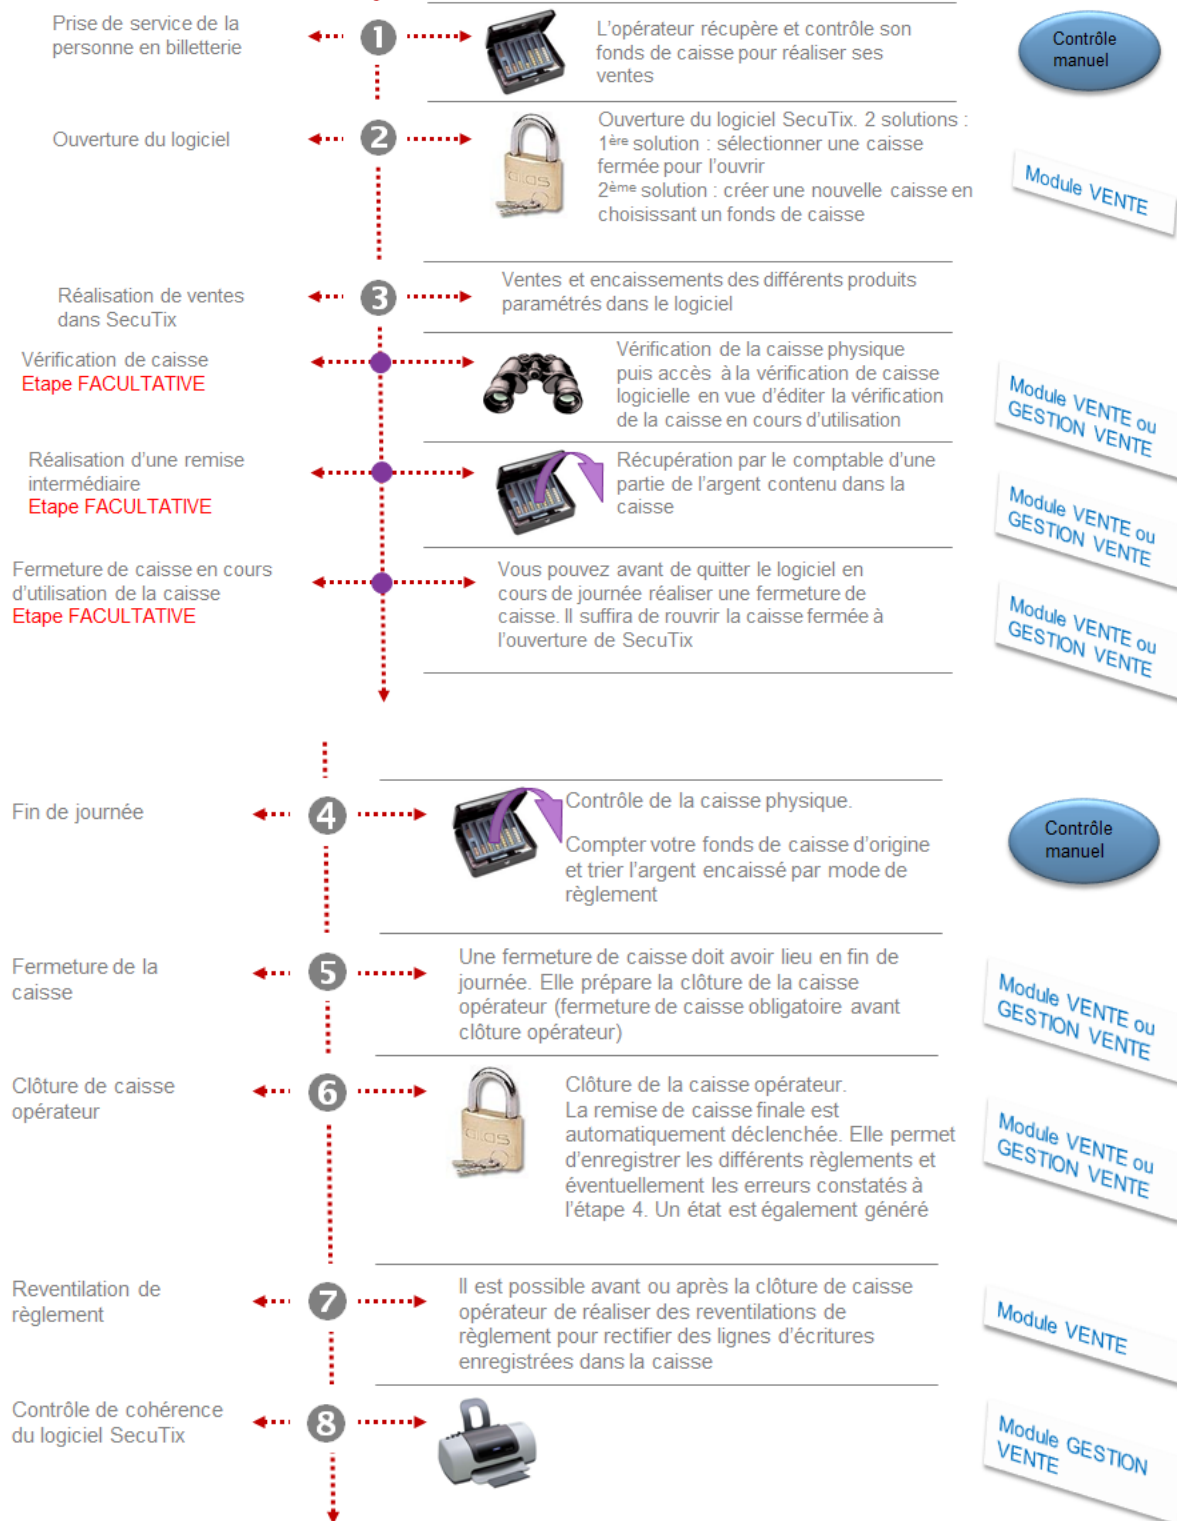 Prise de service de la
personne en billetterie
1
L'opérateur récupère et contrôle son
fonds de caisse pour réaliser ses
ventes
Contrôle
manuel
Ouverture du logiciel
2
Ouverture du logiciel SecuTix. 2 solutions :
1ère solution : sélectionner une caisse
fermée pour l'ouvrir
2ème solution : créer une nouvelle caisse en
choisissant un fonds de caisse
Module VENTE
Réalisation de ventes
dans SecuTix
3
Ventes et encaissements des différents produits
paramétrés dans le logiciel
Vérification de caisse
Etape FACULTATIVE
Vérification de la caisse physique
puis accès à la vérification de caisse
logicielle en vue d'éditer la vérification
de la caisse en cours d'utilisation
Module VENTE ou
GESTION VENTE
Réalisation d'une remise
intermédiaire
Etape FACULTATIVE
Récupération par le comptable d'une
partie de l'argent contenu dans la
caisse
Module VENTE ou
GESTION VENTE
Fermeture de caisse en cours
d'utilisation de la caisse
Etape FACULTATIVE
Vous pouvez avant de quitter le logiciel en
cours de journée réaliser une fermeture de
caisse. Il suffira de rouvrir la caisse fermée à
l'ouverture de SecuTix
Module VENTE ou
GESTION VENTE
Fin de journée
4
Contrôle de la caisse physique.
Compter votre fonds de caisse d'origine
et trier l'argent encaissé par mode de
règlement
Contrôle
manuel
Fermeture de la
caisse
5
Une fermeture de caisse doit avoir lieu en fin de
journée. Elle prépare la clôture de la caisse
opérateur (fermeture de caisse obligatoire avant
clôture opérateur)
Module VENTE ou
GESTION VENTE
Clôture de caisse
opérateur
6
Clôture de la caisse opérateur.
La remise de caisse finale est
automatiquement déclenchée. Elle permet
d'enregistrer les différents règlements et
éventuellement les erreurs constatés à
l'étape 4. Un état est également généré
Module VENTE ou
GESTION VENTE
Reventilation de
règlement
7
Il est possible avant ou après la clôture de caisse
opérateur de réaliser des reventilations de
règlement pour rectifier des lignes d'écritures
enregistrées dans la caisse
Module VENTE
Contrôle de cohérence
du logiciel SecuTix
8
Module GESTION
VENTE